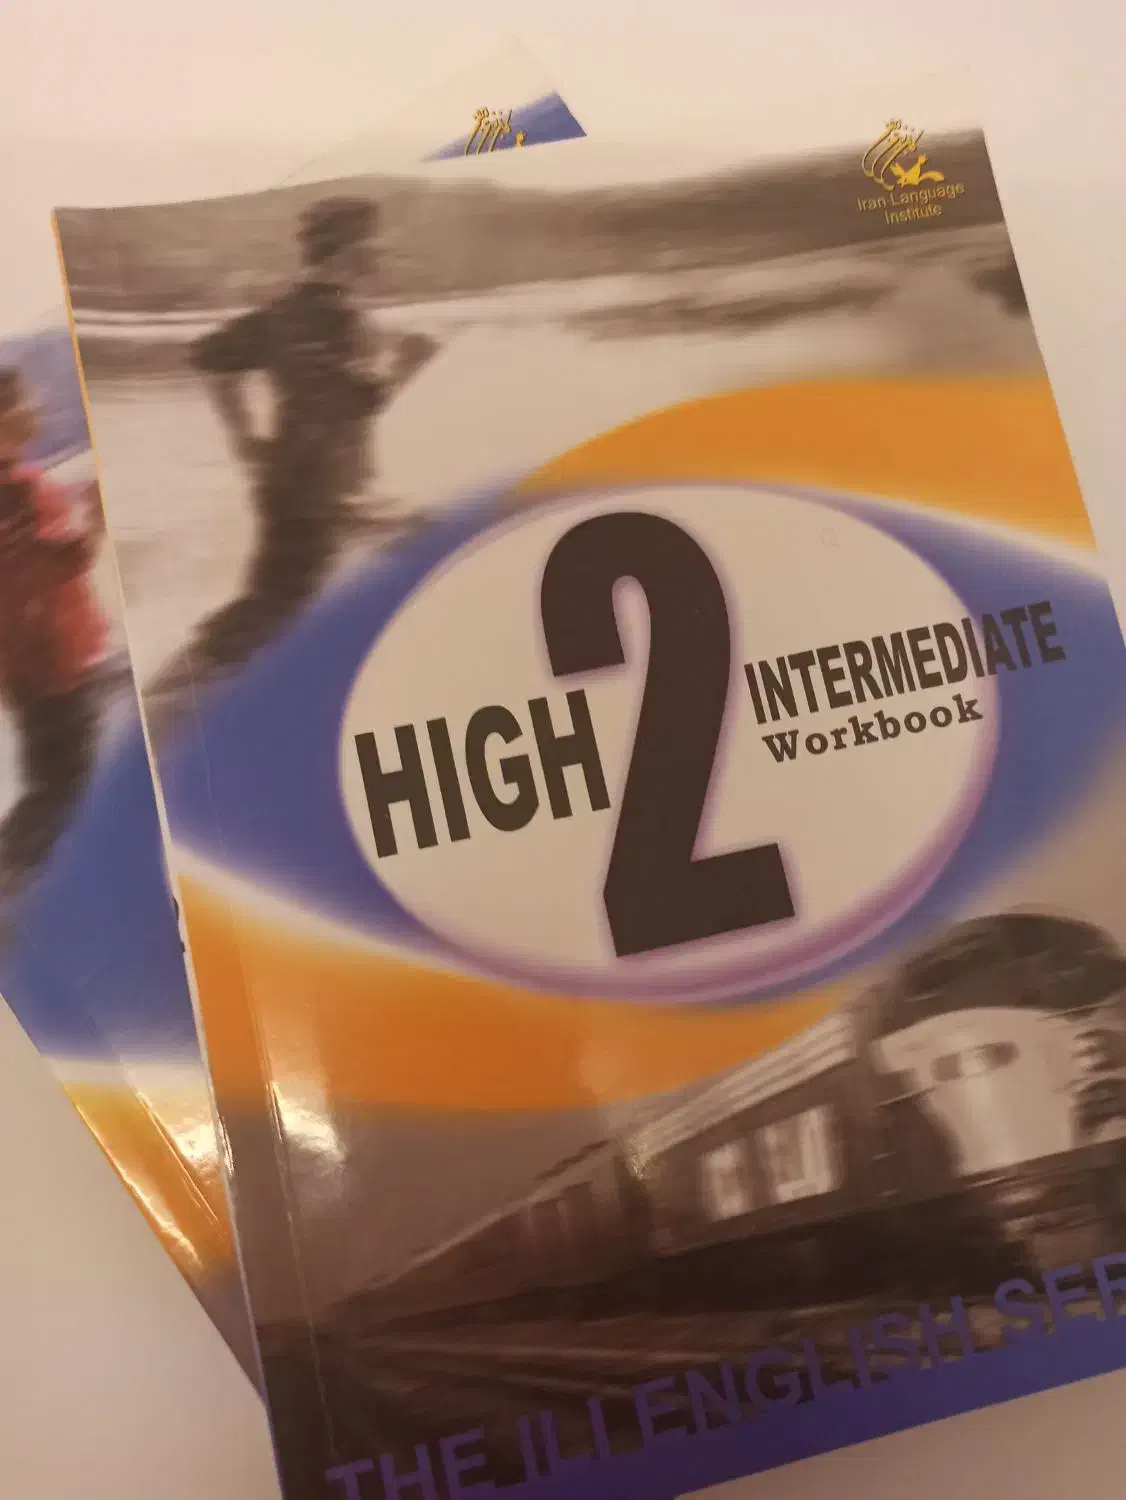 Iran Language
Institute
HIGH 2 INTERMEDIATE
Workbook
THE ILI ENGLISH SER